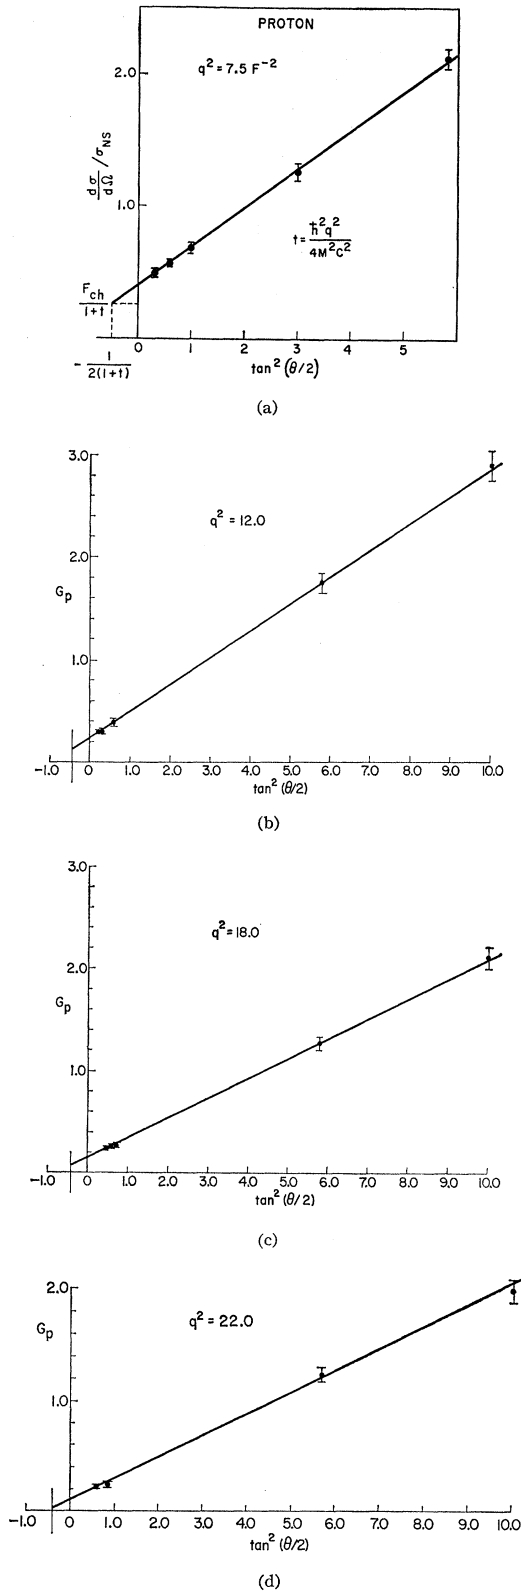 PROTON
q² = 7.5 F⁻²
2.0
dσ/dΩ / σNS
1.0
t = ħ²q²/4M²C²
Fch/1+t
-1/2(1+t)
0 1 2 3 4 5
tan² (θ/2)
(a)
3.0
q² = 12.0
2.0
Gp
1.0
-1.0 0 1.0 2.0 3.0 4.0 5.0 6.0 7.0 8.0 9.0 10.0
tan² (θ/2)
(b)
3.0
q² = 18.0
2.0
Gp
1.0
-1.0 0 1.0 2.0 3.0 4.0 5.0 6.0 7.0 8.0 9.0 10.0
tan² (θ/2)
(c)
2.0
q² = 22.0
Gp
1.0
-1.0 0 1.0 2.0 3.0 4.0 5.0 6.0 7.0 8.0 9.0 10.0
tan² (θ/2)
(d)